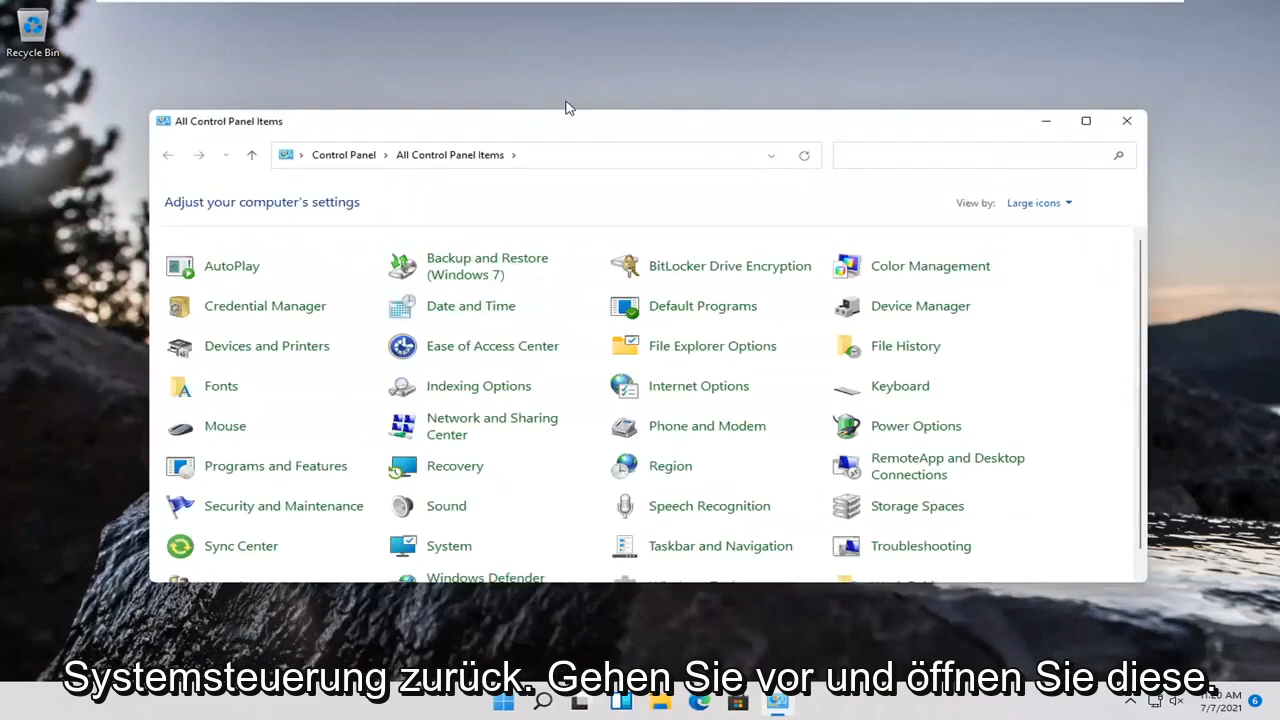 Recycle Bin
All Control Panel Items
Control Panel › All Control Panel Items ›
Adjust your computer's settings
View by: Large icons
AutoPlay
Backup and Restore
(Windows 7)
BitLocker Drive Encryption
Color Management
Credential Manager
Date and Time
Default Programs
Device Manager
Devices and Printers
Ease of Access Center
File Explorer Options
File History
Fonts
Indexing Options
Internet Options
Keyboard
Mouse
Network and Sharing
Center
Phone and Modem
Power Options
Programs and Features
Recovery
Region
RemoteApp and Desktop
Connections
Security and Maintenance
Sound
Speech Recognition
Storage Spaces
Sync Center
System
Taskbar and Navigation
Troubleshooting
Windows Defender
Systemsteuerung zurück. Gehen Sie vor und öffnen Sie diese.
AM
7/7/2021
6